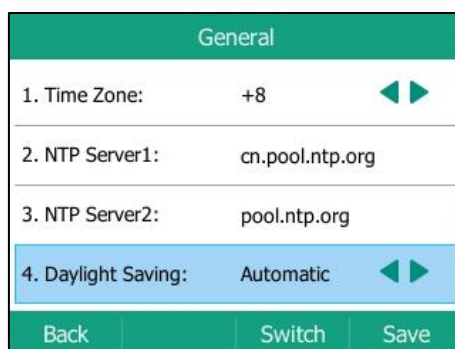 General
1. Time Zone: +8
2. NTP Server1: cn.pool.ntp.org
3. NTP Server2: pool.ntp.org
4. Daylight Saving: Automatic
Back Switch Save